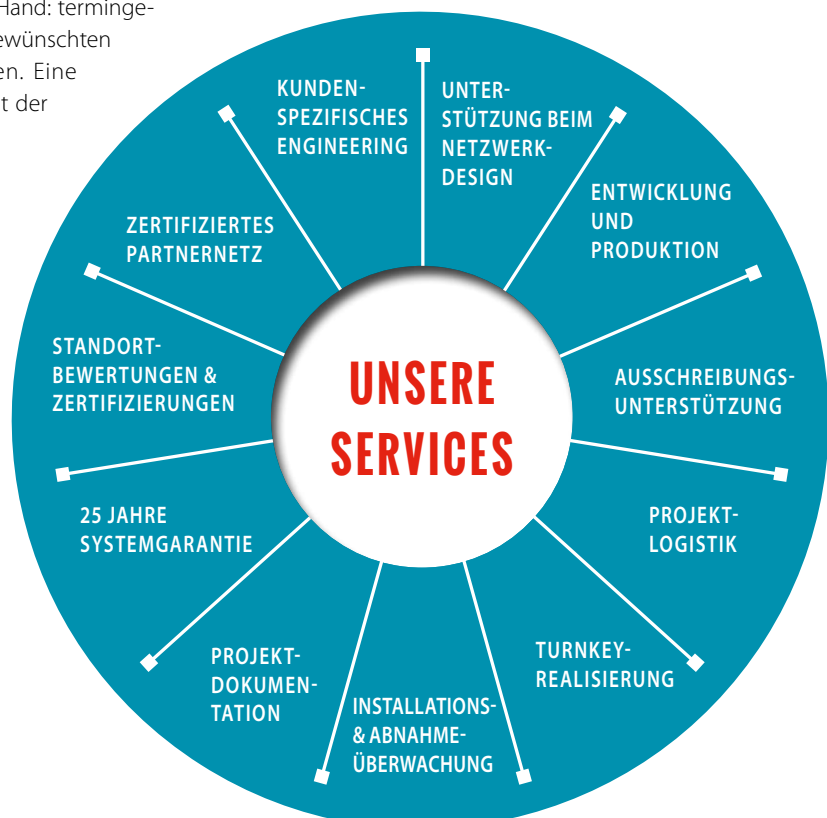 Hand: terminge-
ewünschten
en. Eine
t der
KUNDEN-
SPEZIFISCHES
ENGINEERING
UNTER-
STÜTZUNG BEIM
NETZWERK-
DESIGN
ENTWICKLUNG
UND
PRODUKTION
AUSSCHREIBUNGS-
UNTERSTÜTZUNG
PROJEKT-
LOGISTIK
TURNKEY-
REALISIERUNG
INSTALLATIONS-
& ABNAHME-
ÜBERWACHUNG
PROJEKT-
DOKUMEN-
TATION
25 JAHRE
SYSTEMGARANTIE
STANDORT-
BEWERTUNGEN &
ZERTIFIZIERUNGEN
ZERTIFIZIERTES
PARTNERNETZ
UNSERE
SERVICES